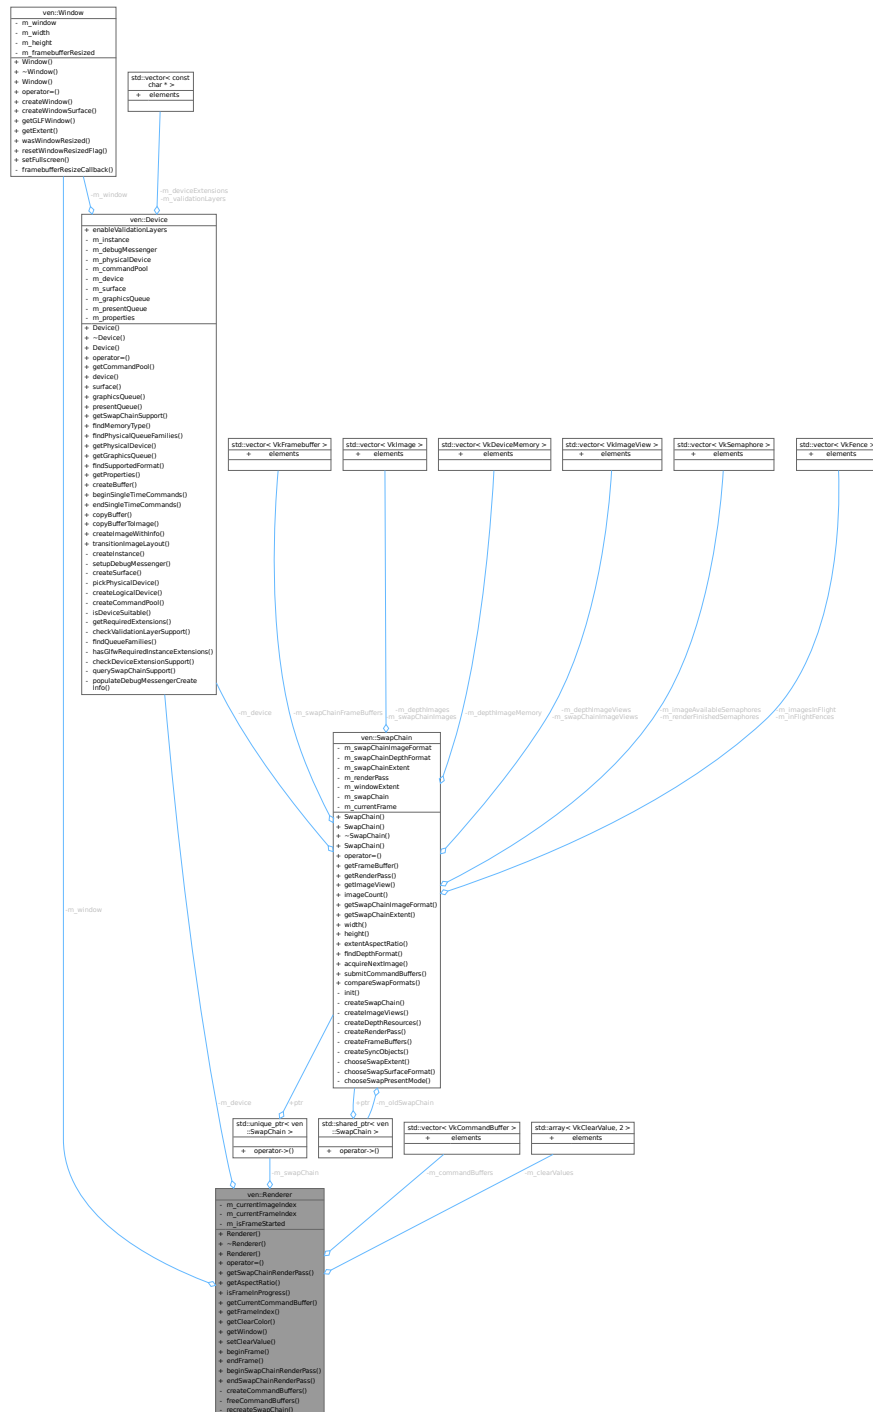 ven::Window
- m_window
- m_width
- m_height
- m_framebufferResized
+ Window()
+ ~Window()
+ Window()
+ operator=()
+ createWindow()
+ createWindowSurface()
+ getGLFWindow()
+ getExtent()
+ wasWindowResized()
+ resetWindowResizedFlag()
+ setFullscreen()
- framebufferResizeCallback()
std::vector< const
char * >
+ elements
-m_window
-m_deviceExtensions
-m_validationLayers
ven::Device
+ enableValidationLayers
- m_instance
- m_debugMessenger
- m_physicalDevice
- m_commandPool
- m_device
- m_surface
- m_graphicsQueue
- m_presentQueue
- m_properties
+ Device()
+ ~Device()
+ Device()
+ operator=()
+ getCommandPool()
+ device()
+ surface()
+ graphicsQueue()
+ presentQueue()
+ getSwapChainSupport()
+ findMemoryType()
+ findPhysicalQueueFamilies()
+ getPhysicalDevice()
+ getGraphicsQueue()
+ findSupportedFormat()
+ getProperties()
+ createBuffer()
+ beginSingleTimeCommands()
+ endSingleTimeCommands()
+ copyBuffer()
+ copyBufferToImage()
+ createImageWithInfo()
+ transitionImageLayout()
- createInstance()
- setupDebugMessenger()
- createSurface()
- pickPhysicalDevice()
- createLogicalDevice()
- createCommandPool()
- isDeviceSuitable()
- getRequiredExtensions()
- checkValidationLayerSupport()
- findQueueFamilies()
- hasGlfwRequiredInstanceExtensions()
- checkDeviceExtensionSupport()
- querySwapChainSupport()
- populateDebugMessengerCreate
Info()
std::vector< VkFramebuffer >
+ elements
std::vector< VkImage >
+ elements
std::vector< VkDeviceMemory >
+ elements
std::vector< VkImageView >
+ elements
std::vector< VkSemaphore >
+ elements
std::vector< VkFence >
+ elements
-m_device
-m_swapChainFrameBuffers
-m_depthImages
-m_swapChainImages
-m_depthImageMemory
-m_depthImageViews
-m_swapChainImageViews
-m_imageAvailableSemaphores
-m_renderFinishedSemaphores
-m_imagesInFlight
-m_inFlightFences
ven::SwapChain
- m_swapChainImageFormat
- m_swapChainDepthFormat
- m_swapChainExtent
- m_renderPass
- m_windowExtent
- m_swapChain
- m_currentFrame
+ SwapChain()
+ SwapChain()
+ ~SwapChain()
+ SwapChain()
+ operator=()
+ getFrameBuffer()
+ getRenderPass()
+ getImageView()
+ imageCount()
+ getSwapChainImageFormat()
+ getSwapChainExtent()
+ width()
+ height()
+ extentAspectRatio()
+ findDepthFormat()
+ acquireNextImage()
+ submitCommandBuffers()
+ compareSwapFormats()
- init()
- createSwapChain()
- createImageViews()
- createDepthResources()
- createRenderPass()
- createFrameBuffers()
- createSyncObjects()
- chooseSwapExtent()
- chooseSwapSurfaceFormat()
- chooseSwapPresentMode()
-m_window
-m_device
+ptr
+ptr
-m_oldSwapChain
std::unique_ptr< ven
::SwapChain >
+ operator->()
std::shared_ptr< ven
::SwapChain >
+ operator->()
std::vector< VkCommandBuffer >
+ elements
std::array< VkClearValue, 2 >
+ elements
-m_swapChain
-m_commandBuffers
-m_clearValues
ven::Renderer
- m_currentImageIndex
- m_currentFrameIndex
- m_isFrameStarted
+ Renderer()
+ ~Renderer()
+ Renderer()
+ operator=()
+ getSwapChainRenderPass()
+ getAspectRatio()
+ isFrameInProgress()
+ getCurrentCommandBuffer()
+ getFrameIndex()
+ getClearColor()
+ getWindow()
+ setClearValue()
+ beginFrame()
+ endFrame()
+ beginSwapChainRenderPass()
+ endSwapChainRenderPass()
- createCommandBuffers()
- freeCommandBuffers()
- recreateSwapChain()